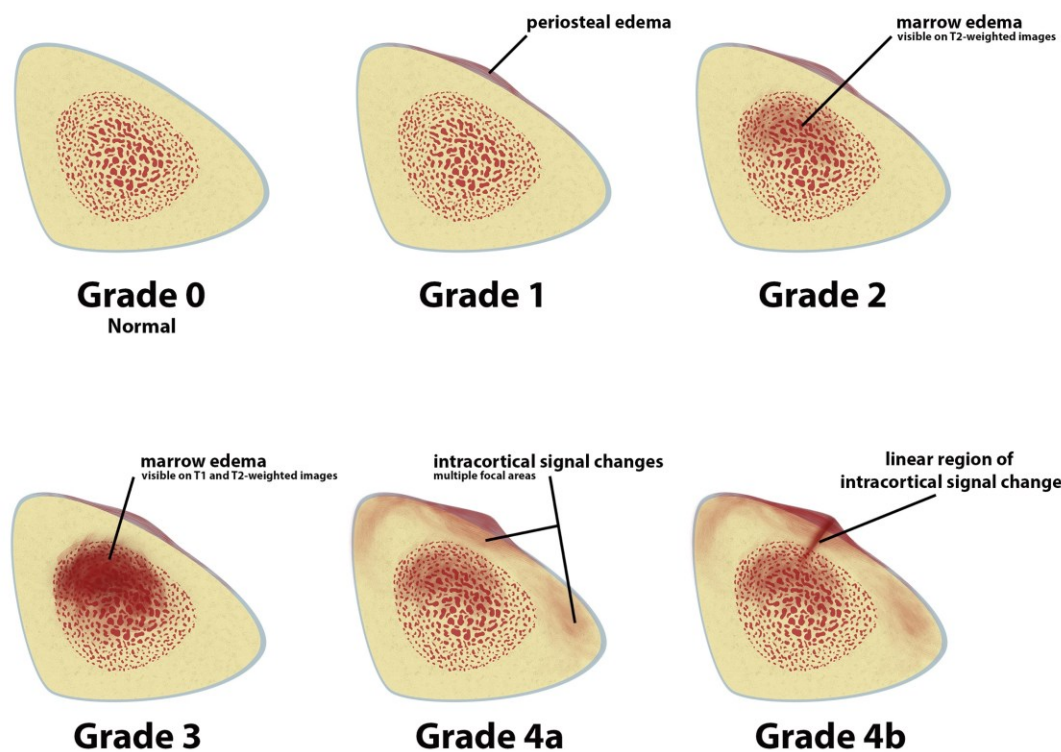 periosteal edema
marrow edema
visible on T2-weighted images
Grade 0
Normal
Grade 1
Grade 2
marrow edema
visible on T1 and T2-weighted images
intracortical signal changes
multiple focal areas
linear region of
intracortical signal change
Grade 3
Grade 4a
Grade 4b